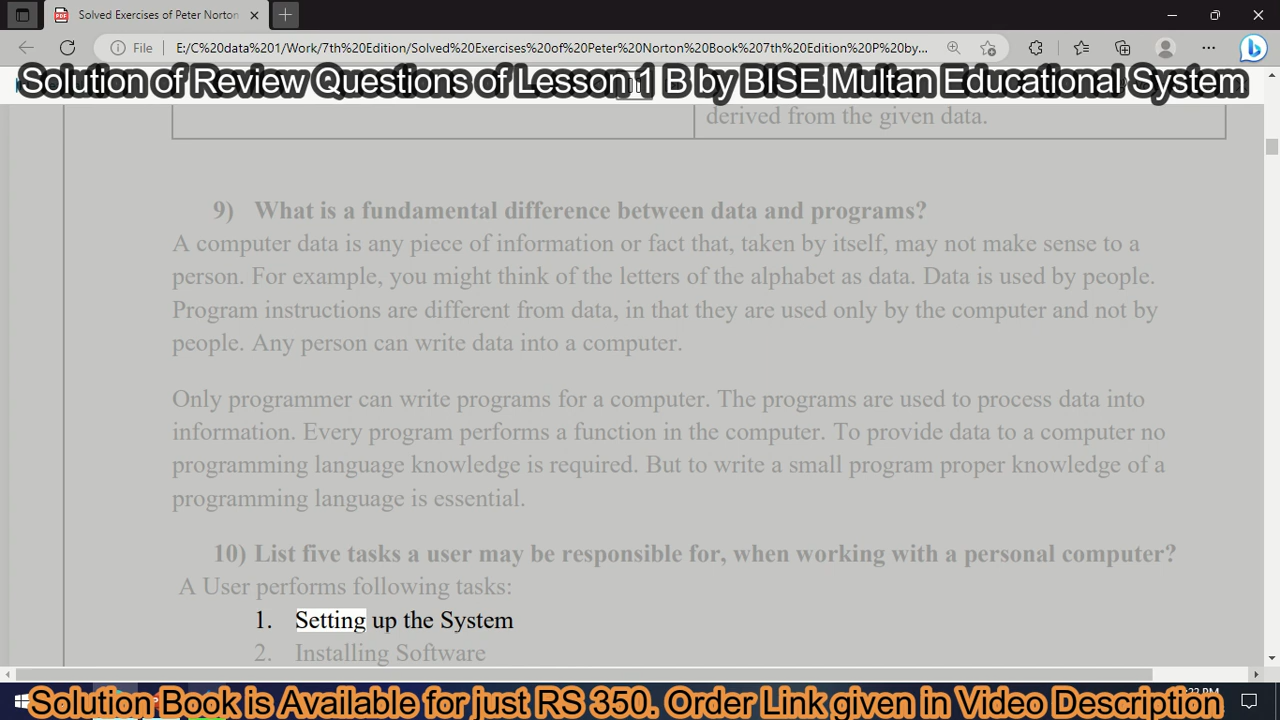 Solved Exercises of Peter Norton
File
E:/C%20data%201/Work/7th%20Edition/Solved%20Exercises%20of%20Peter%20Norton%20Book%207th%20Edition%20P%20by...
Solution of Review Questions of Lesson 1 B by BISE Multan Educational System
derived from the given data.
9) What is a fundamental difference between data and programs?
A computer data is any piece of information or fact that, taken by itself, may not make sense to a
person. For example, you might think of the letters of the alphabet as data. Data is used by people.
Program instructions are different from data, in that they are used only by the computer and not by
people. Any person can write data into a computer.
Only programmer can write programs for a computer. The programs are used to process data into
information. Every program performs a function in the computer. To provide data to a computer no
programming language knowledge is required. But to write a small program proper knowledge of a
programming language is essential.
10) List five tasks a user may be responsible for, when working with a personal computer?
A User performs following tasks:
1. Setting up the System
2. Installing Software
Solution Book is Available for just RS 350. Order Link given in Video Description